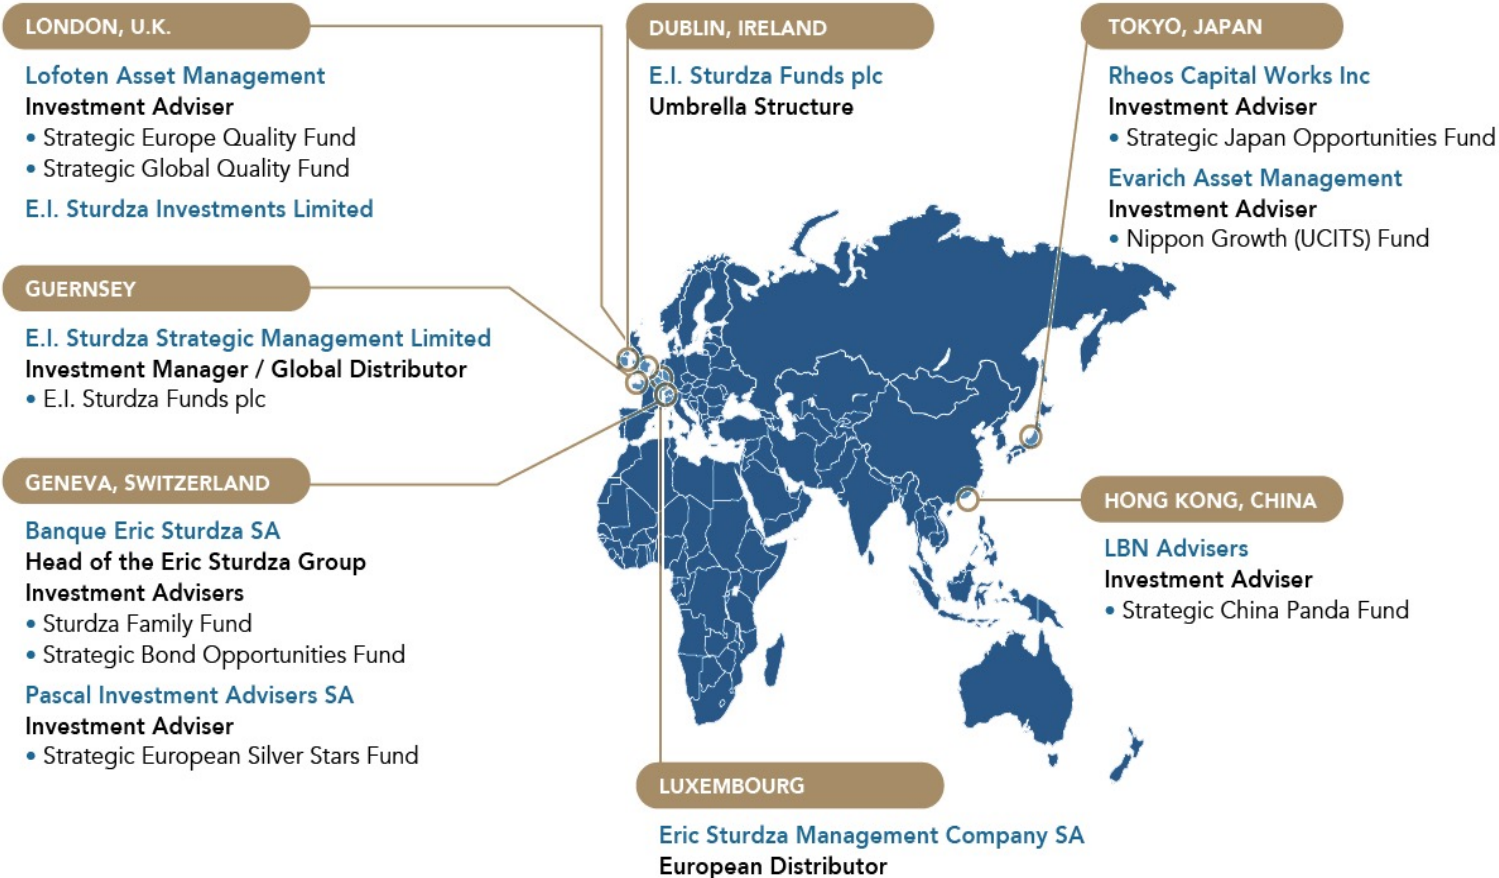 LONDON, U.K.
Lofoten Asset Management
Investment Adviser
• Strategic Europe Quality Fund
• Strategic Global Quality Fund
E.I. Sturdza Investments Limited
GUERNSEY
E.I. Sturdza Strategic Management Limited
Investment Manager / Global Distributor
• E.I. Sturdza Funds plc
GENEVA, SWITZERLAND
Banque Eric Sturdza SA
Head of the Eric Sturdza Group
Investment Advisers
• Sturdza Family Fund
• Strategic Bond Opportunities Fund
Pascal Investment Advisers SA
Investment Adviser
• Strategic European Silver Stars Fund
DUBLIN, IRELAND
E.I. Sturdza Funds plc
Umbrella Structure
LUXEMBOURG
Eric Sturdza Management Company SA
European Distributor
TOKYO, JAPAN
Rheos Capital Works Inc
Investment Adviser
• Strategic Japan Opportunities Fund
Evarich Asset Management
Investment Adviser
• Nippon Growth (UCITS) Fund
HONG KONG, CHINA
LBN Advisers
Investment Adviser
• Strategic China Panda Fund